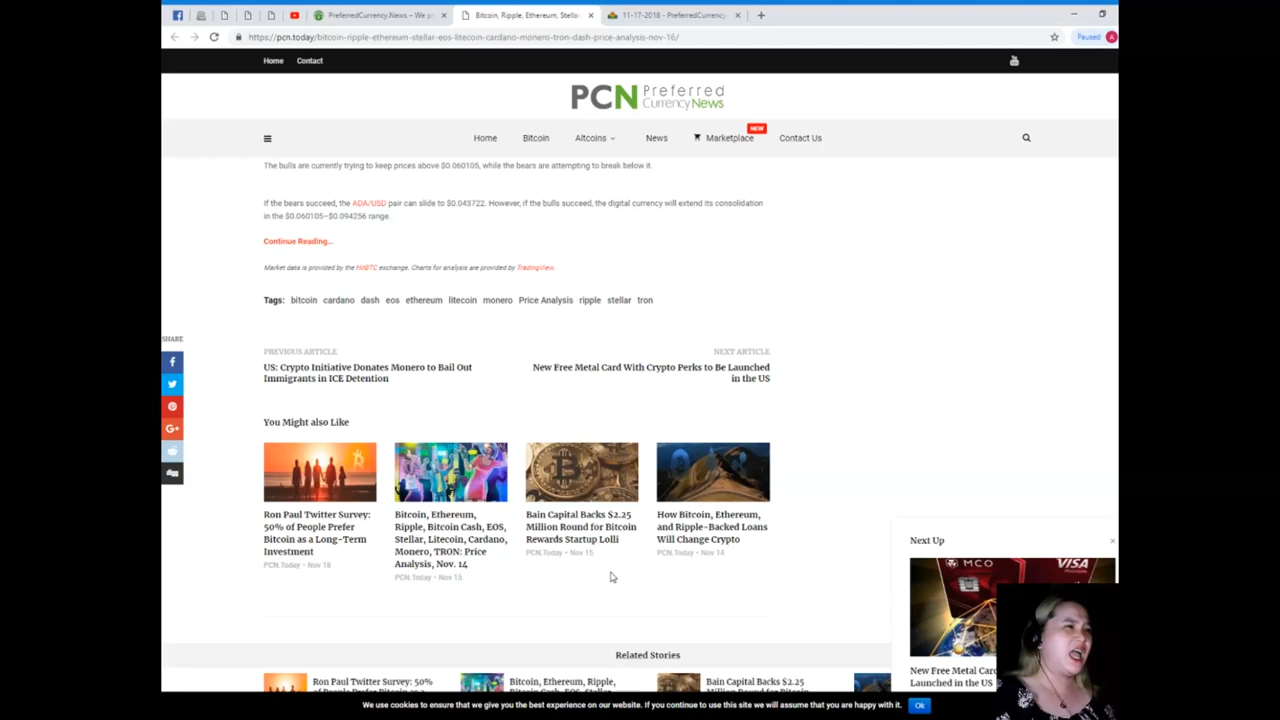 PreferredCurrency.News – We pr
Bitcoin, Ripple, Ethereum, Stella
11-17-2018 - PreferredCurrency
https://pcn.today/bitcoin-ripple-ethereum-stellar-eos-litecoin-cardano-monero-tron-dash-price-analysis-nov-16/
Paused
A
Home
Contact
PCN Preferred
Currency News
Home
Bitcoin
Altcoins
News
Marketplace
NEW
Contact Us
The bulls are currently trying to keep prices above $0.060105, while the bears are attempting to break below it.
If the bears succeed, the ADA/USD pair can slide to $0.043722. However, if the bulls succeed, the digital currency will extend its consolidation
in the $0.060105–$0.094256 range.
Continue Reading...
Market data is provided by the HitBTC exchange. Charts for analysis are provided by TradingView.
Tags: bitcoin cardano dash eos ethereum litecoin monero Price Analysis ripple stellar tron
SHARE
PREVIOUS ARTICLE
US: Crypto Initiative Donates Monero to Bail Out
Immigrants in ICE Detention
NEXT ARTICLE
New Free Metal Card With Crypto Perks to Be Launched
in the US
You Might also Like
Ron Paul Twitter Survey:
50% of People Prefer
Bitcoin as a Long-Term
Investment
PCN.Today - Nov 18
Bitcoin, Ethereum,
Ripple, Bitcoin Cash, EOS,
Stellar, Litecoin, Cardano,
Monero, TRON: Price
Analysis, Nov. 14
PCN.Today - Nov 15
Bain Capital Backs $2.25
Million Round for Bitcoin
Rewards Startup Lolli
PCN.Today - Nov 15
How Bitcoin, Ethereum,
and Ripple-Backed Loans
Will Change Crypto
PCN.Today - Nov 14
Next Up
MCO
VISA
New Free Metal Card
Launched in the US
Related Stories
Ron Paul Twitter Survey: 50%
Bitcoin, Ethereum, Ripple,
Bain Capital Backs $2.25
Million Round for Bitcoin
We use cookies to ensure that we give you the best experience on our website. If you continue to use this site we will assume that you are happy with it.
Ok